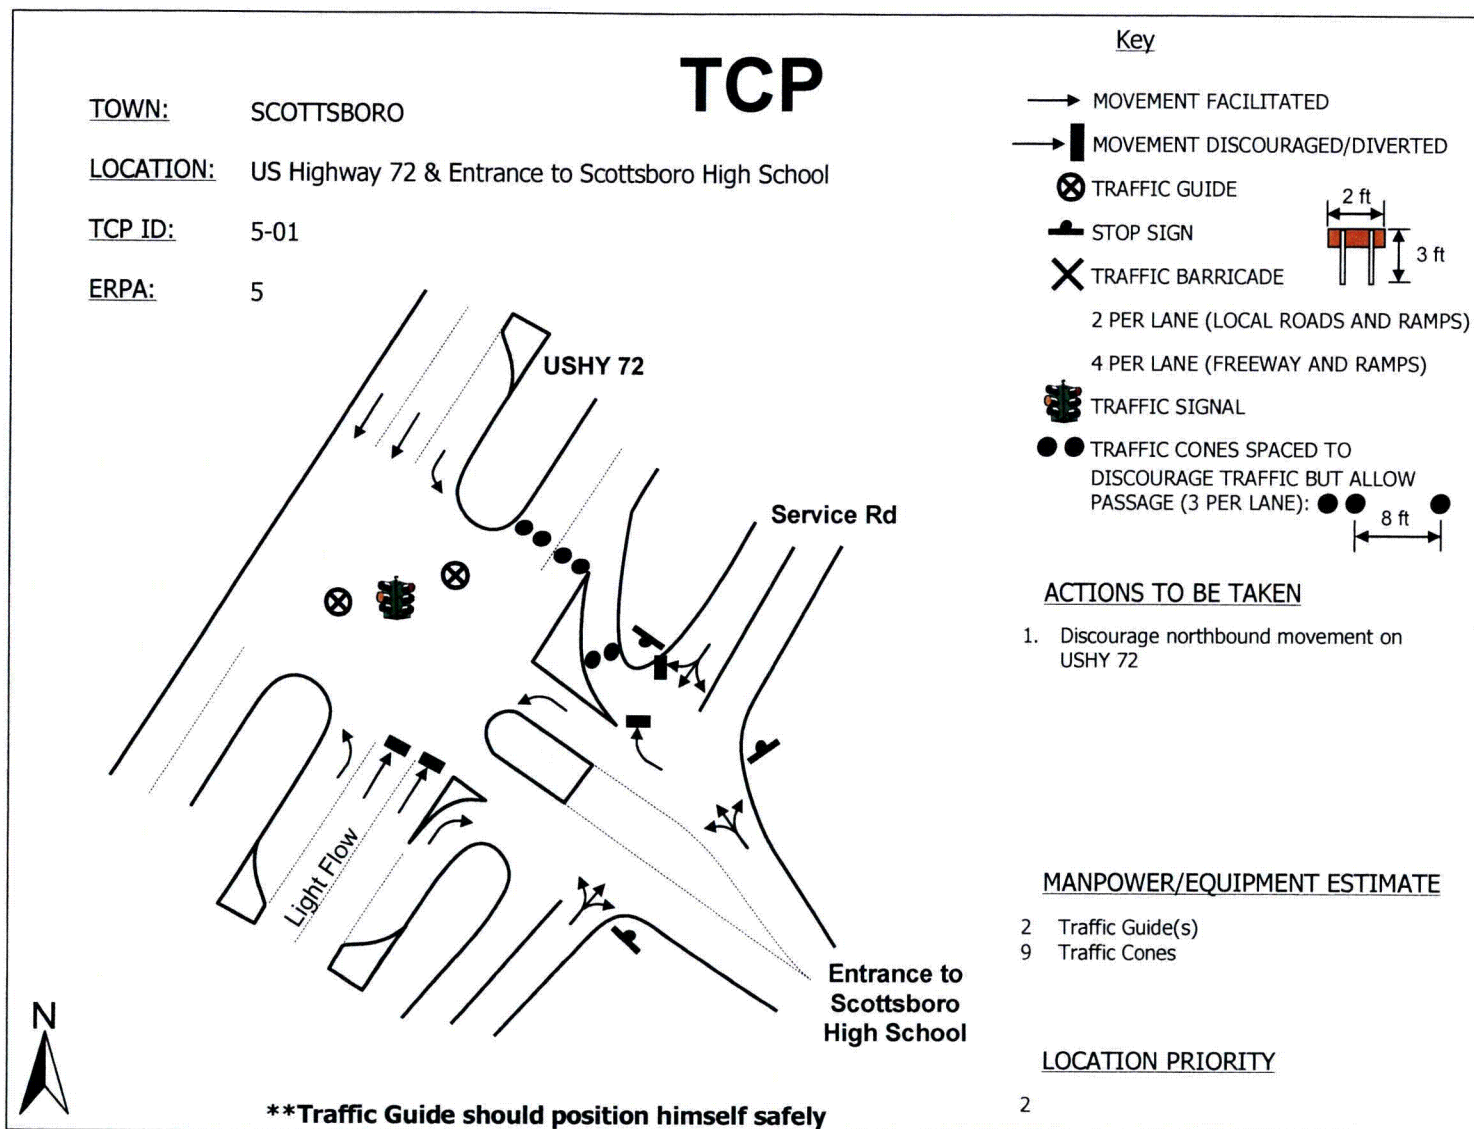 TCP
TOWN: SCOTTSBORO
LOCATION: US Highway 72 & Entrance to Scottsboro High School
TCP ID: 5-01
ERPA: 5
Key
MOVEMENT FACILITATED
MOVEMENT DISCOURAGED/DIVERTED
TRAFFIC GUIDE
STOP SIGN
TRAFFIC BARRICADE
2 ft
3 ft
2 PER LANE (LOCAL ROADS AND RAMPS)
4 PER LANE (FREEWAY AND RAMPS)
TRAFFIC SIGNAL
TRAFFIC CONES SPACED TO
DISCOURAGE TRAFFIC BUT ALLOW
PASSAGE (3 PER LANE):
8 ft
USHY 72
Service Rd
Light Flow
Entrance to
Scottsboro
High School
N
**Traffic Guide should position himself safely
ACTIONS TO BE TAKEN
1. Discourage northbound movement on
USHY 72
MANPOWER/EQUIPMENT ESTIMATE
2 Traffic Guide(s)
9 Traffic Cones
LOCATION PRIORITY
2